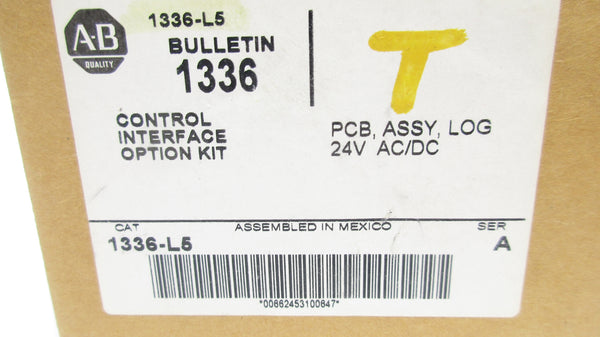 A-B
QUALITY
1336-L5
BULLETIN
1336
T
CONTROL
INTERFACE
OPTION KIT
PCB, ASSY, LOG
24V AC/DC
CAT
ASSEMBLED IN MEXICO
SER
1336-L5
A
*00662453100647*